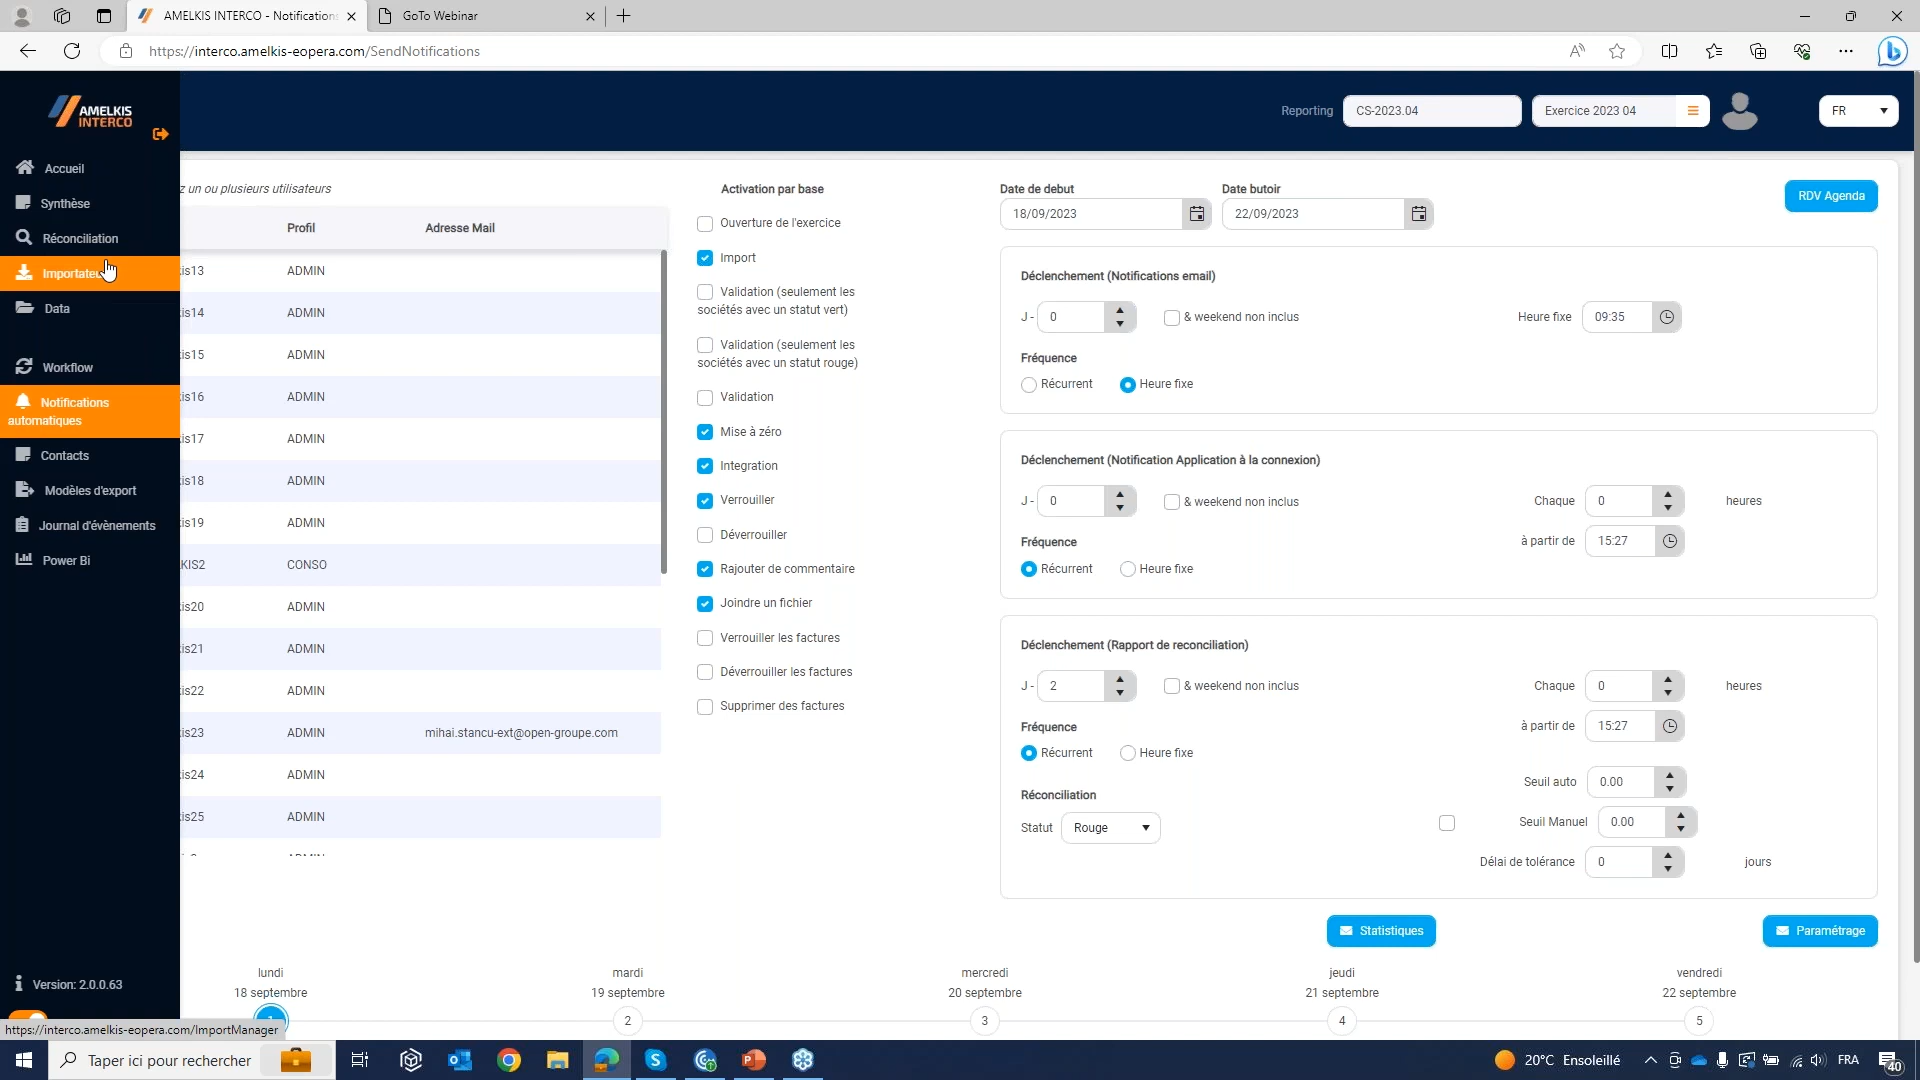 AMELKIS INTERCO - Notifications
GoTo Webinar
https://interco.amelkis-eopera.com/SendNotifications
AMELKIS
INTERCO
Reporting
CS-2023.04
Exercice 2023 04
FR
Accueil
Synthèse
Réconciliation
Data
Workflow
Notifications
automatiques
Contacts
Modèles d'export
Journal d'évènements
Power Bi
Version: 2.0.0.63
https://interco.amelkis-eopera.com/ImportManager
z un ou plusieurs utilisateurs
Profil
Adresse Mail
is13
ADMIN
is14
ADMIN
is15
ADMIN
is16
ADMIN
is17
ADMIN
is18
ADMIN
is19
ADMIN
KIS2
CONSO
is20
ADMIN
is21
ADMIN
is22
ADMIN
is23
ADMIN
mihai.stancu-ext@open-groupe.com
is24
ADMIN
is25
ADMIN
Activation par base
Ouverture de l'exercice
Import
Validation (seulement les
sociétés avec un statut vert)
Validation (seulement les
sociétés avec un statut rouge)
Validation
Mise à zéro
Integration
Verrouiller
Déverrouiller
Rajouter de commentaire
Joindre un fichier
Verrouiller les factures
Déverrouiller les factures
Supprimer des factures
Date de debut
18/09/2023
Date butoir
22/09/2023
RDV Agenda
Déclenchement (Notifications email)
J - 0
& weekend non inclus
Heure fixe 09:35
Fréquence
Récurrent
Heure fixe
Déclenchement (Notification Application à la connexion)
J - 0
& weekend non inclus
Chaque 0 heures
à partir de 15:27
Fréquence
Récurrent
Heure fixe
Déclenchement (Rapport de reconciliation)
J - 2
& weekend non inclus
Chaque 0 heures
à partir de 15:27
Fréquence
Récurrent
Heure fixe
Seuil auto 0.00
Réconciliation
Statut Rouge
Seuil Manuel 0.00
Délai de tolérance 0 jours
Statistiques
Paramétrage
lundi
18 septembre
1
mardi
19 septembre
2
mercredi
20 septembre
3
jeudi
21 septembre
4
vendredi
22 septembre
5
Taper ici pour rechercher
20°C Ensoleillé
FRA
40